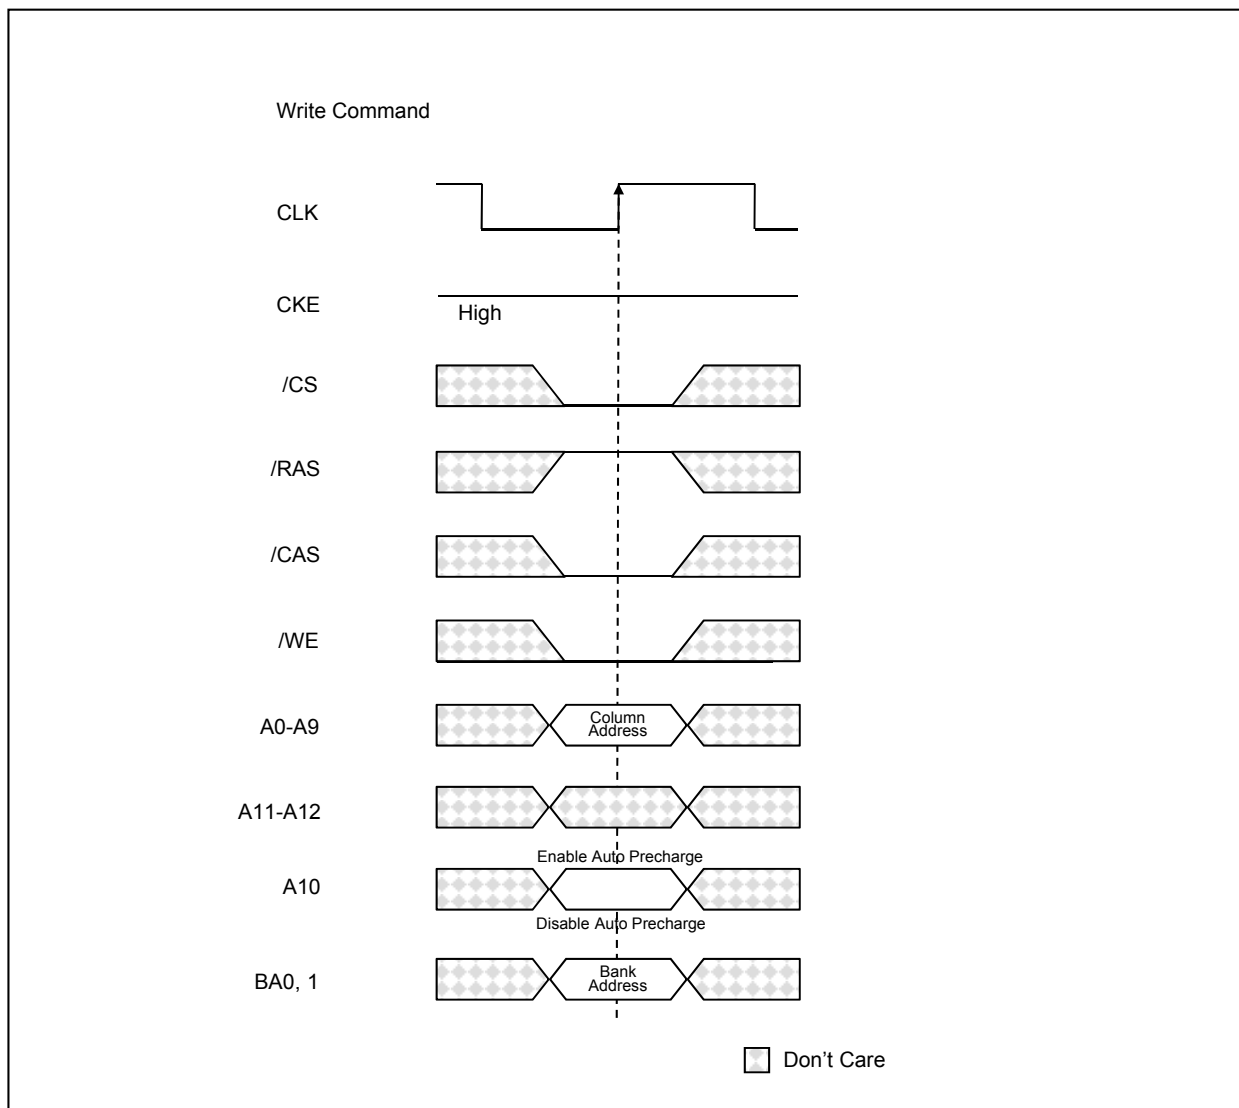 Write Command
CLK
CKE
High
/CS
/RAS
/CAS
/WE
A0-A9
Column
Address
A11-A12
Enable Auto Precharge
A10
Disable Auto Precharge
BA0, 1
Bank
Address
Don’t Care